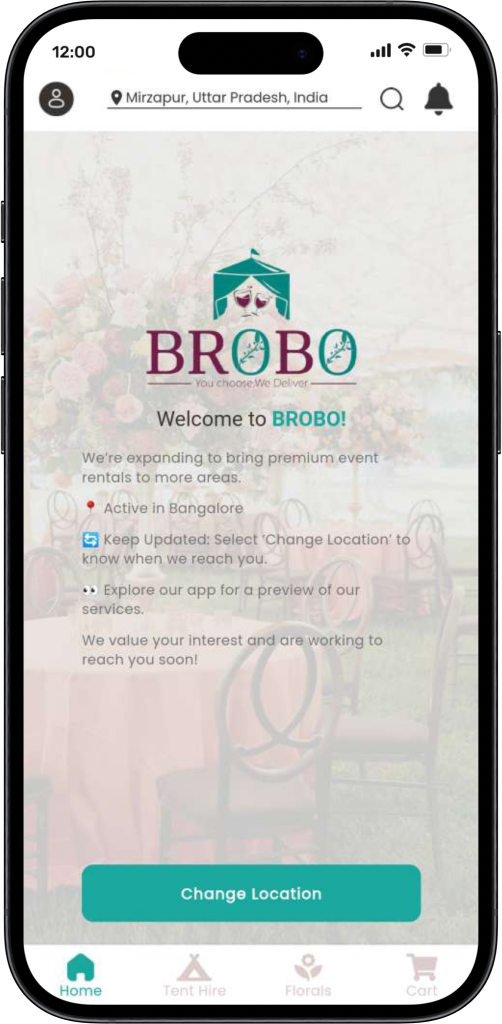 12:00
Mirzapur, Uttar Pradesh, India
BROBO
You choose,We Deliver
Welcome to BROBO!
We're expanding to bring premium event
rentals to more areas.
📍 Active in Bangalore
🔄 Keep Updated: Select 'Change Location' to
know when we reach you.
👀 Explore our app for a preview of our
services.
We value your interest and are working to
reach you soon!
Change Location
Home Tent Hire Florals Cart